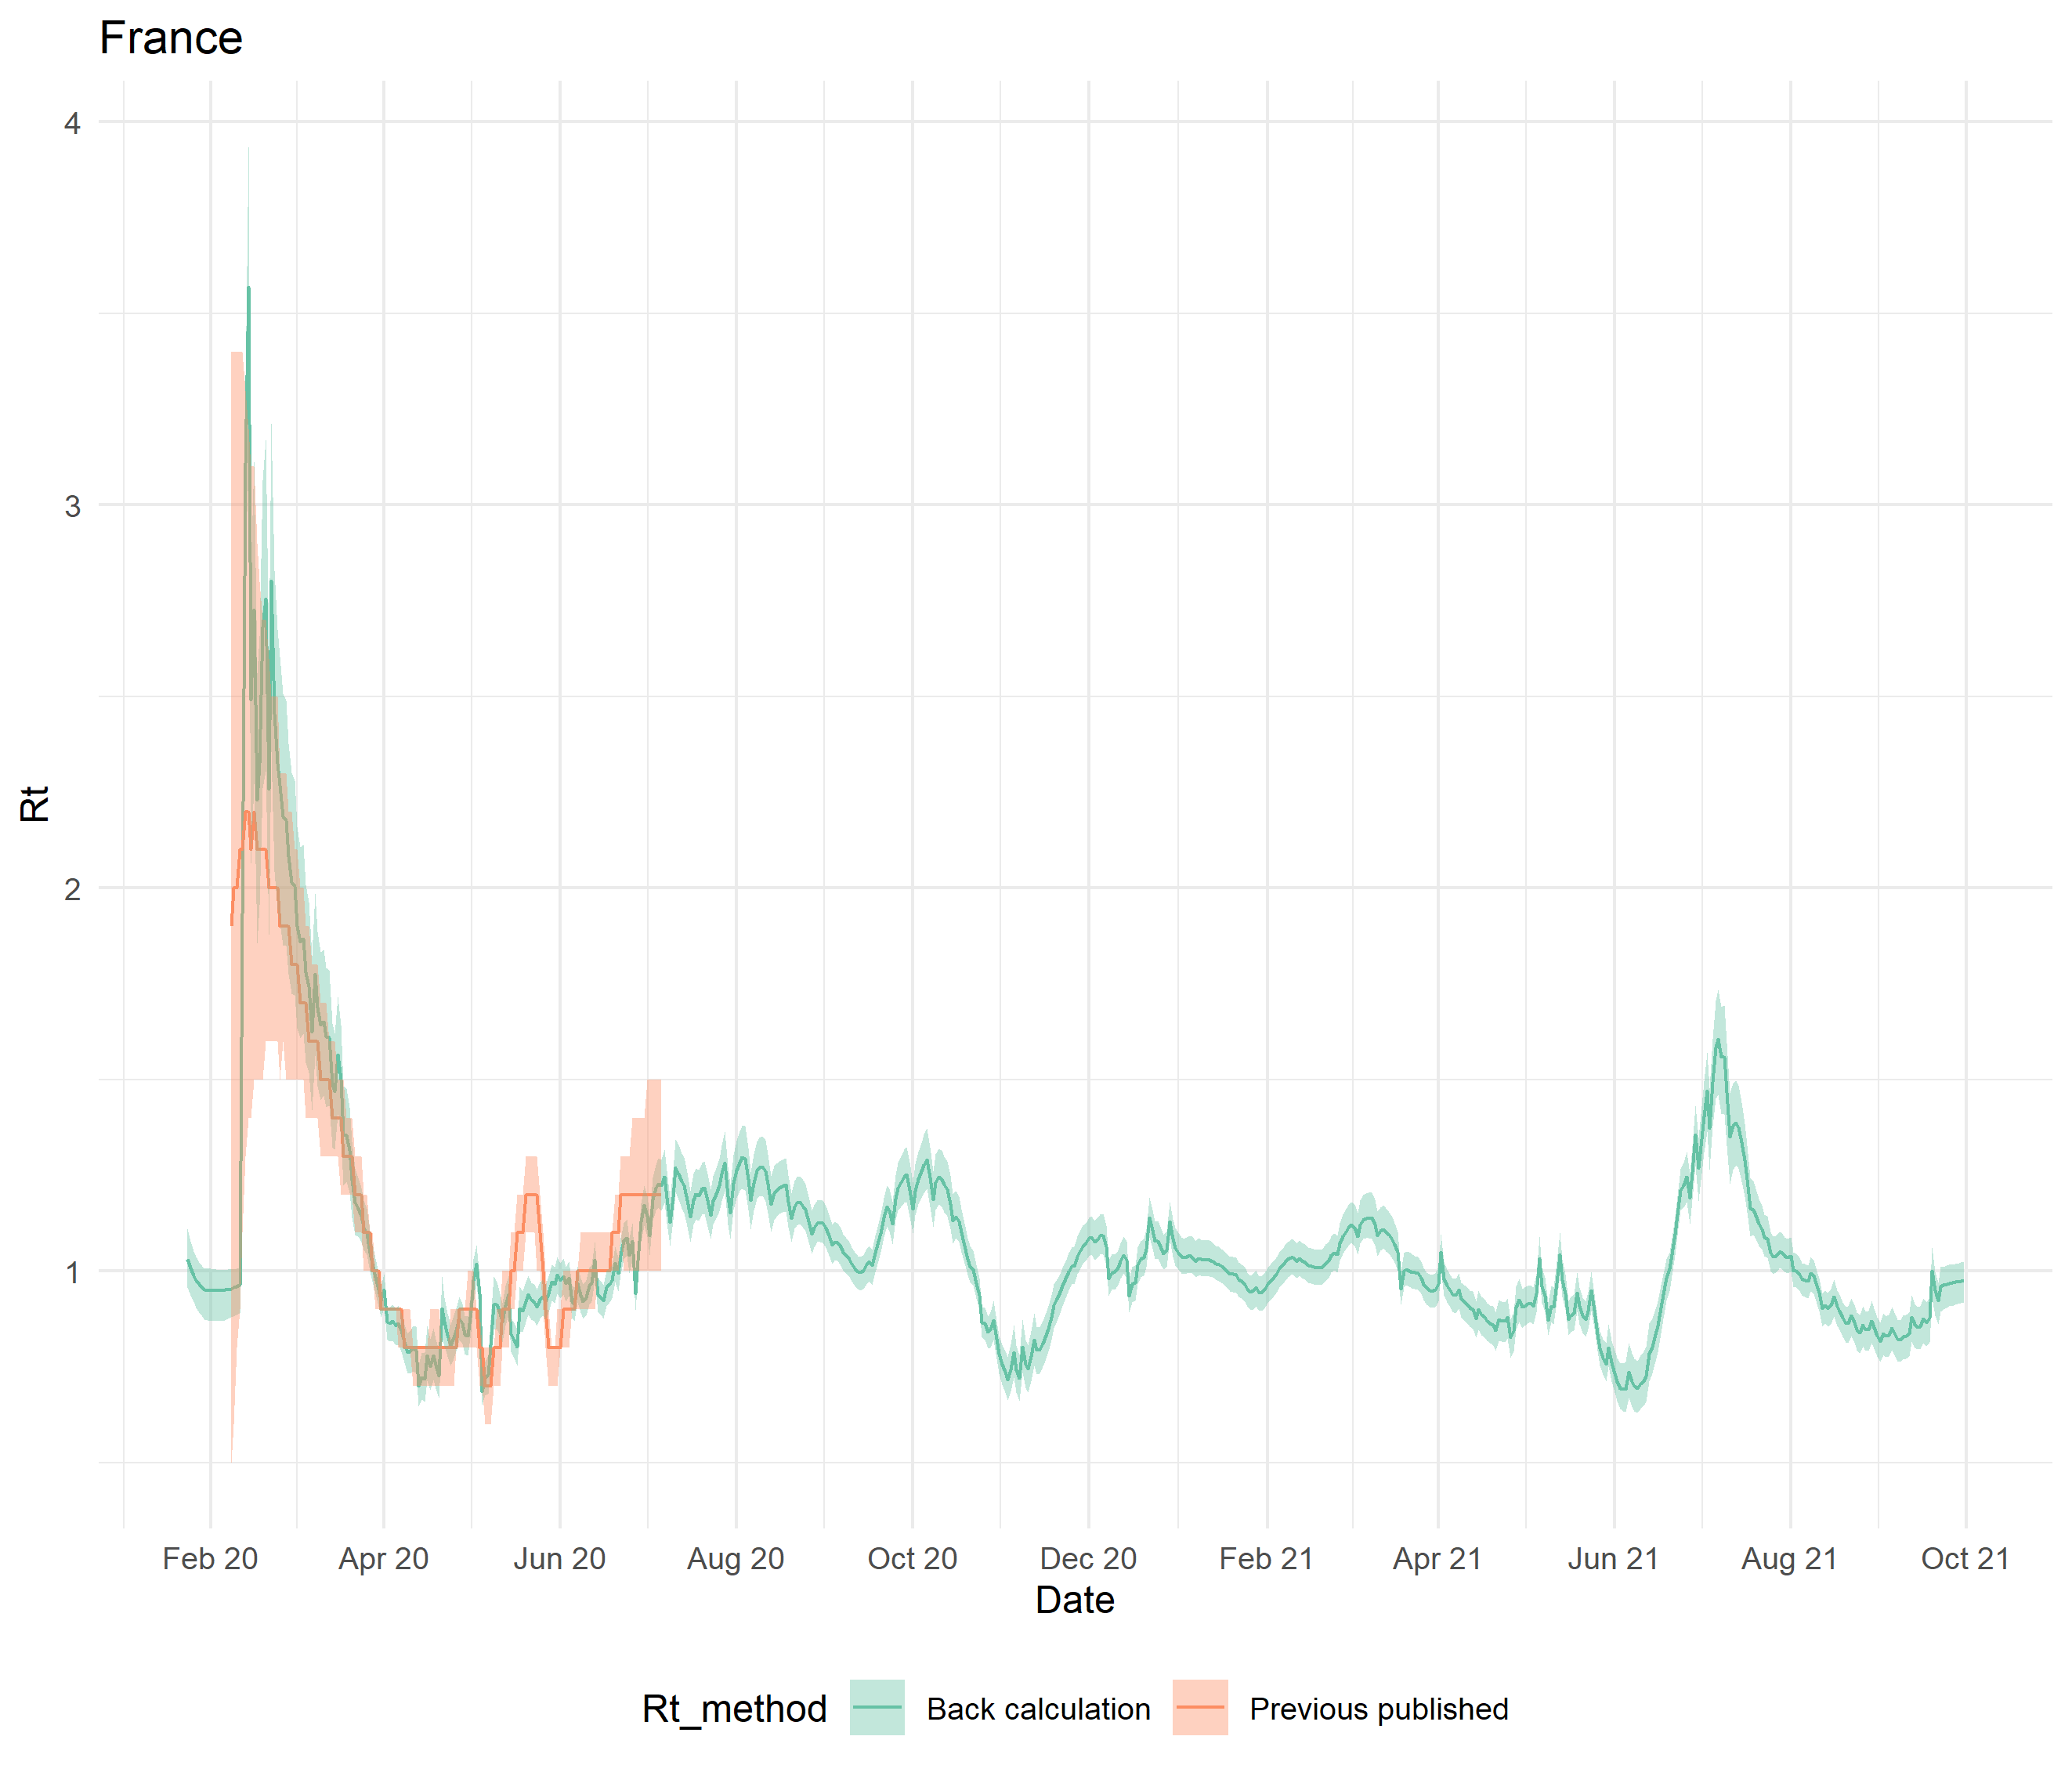 France
4
3
2
1
Rt
Feb 20 Apr 20 Jun 20 Aug 20 Oct 20 Dec 20 Feb 21 Apr 21 Jun 21 Aug 21 Oct 21
Date
Rt_method Back calculation Previous published